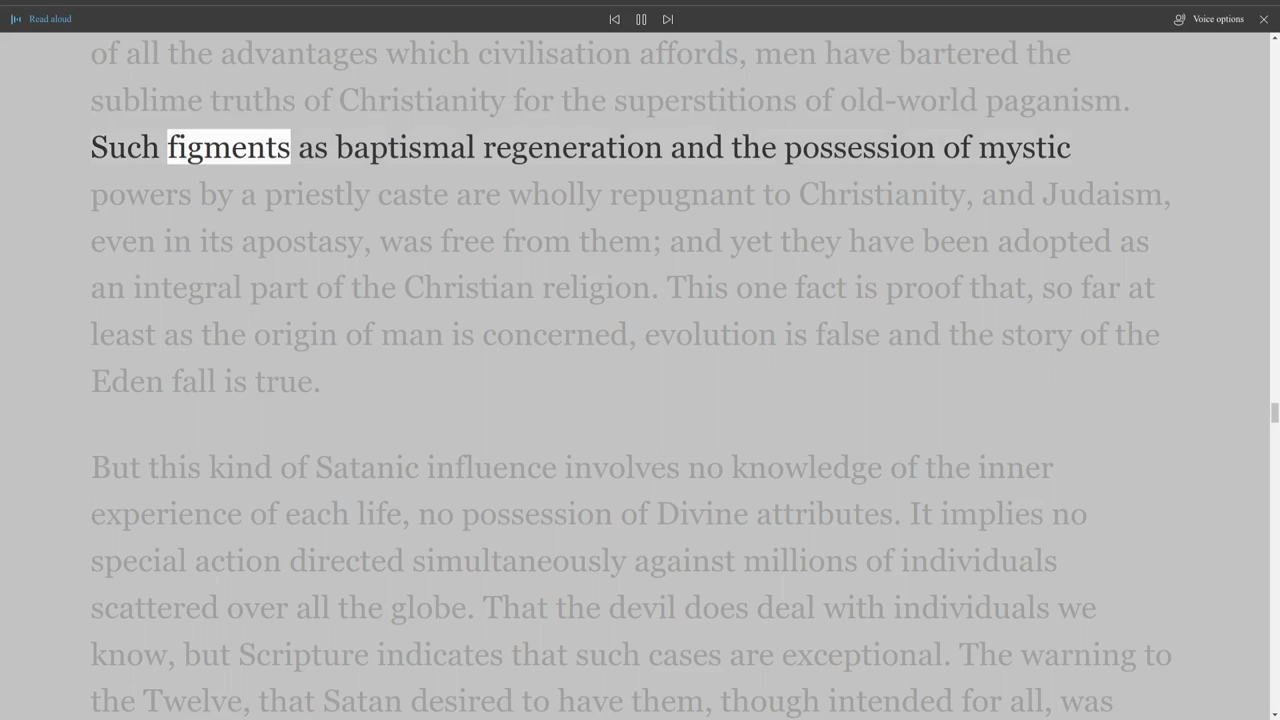 Read aloud
Voice options
of all the advantages which civilisation affords, men have bartered the
sublime truths of Christianity for the superstitions of old-world paganism.
Such figments as baptismal regeneration and the possession of mystic
powers by a priestly caste are wholly repugnant to Christianity, and Judaism,
even in its apostasy, was free from them; and yet they have been adopted as
an integral part of the Christian religion. This one fact is proof that, so far at
least as the origin of man is concerned, evolution is false and the story of the
Eden fall is true.
But this kind of Satanic influence involves no knowledge of the inner
experience of each life, no possession of Divine attributes. It implies no
special action directed simultaneously against millions of individuals
scattered over all the globe. That the devil does deal with individuals we
know, but Scripture indicates that such cases are exceptional. The warning to
the Twelve, that Satan desired to have them, though intended for all, was